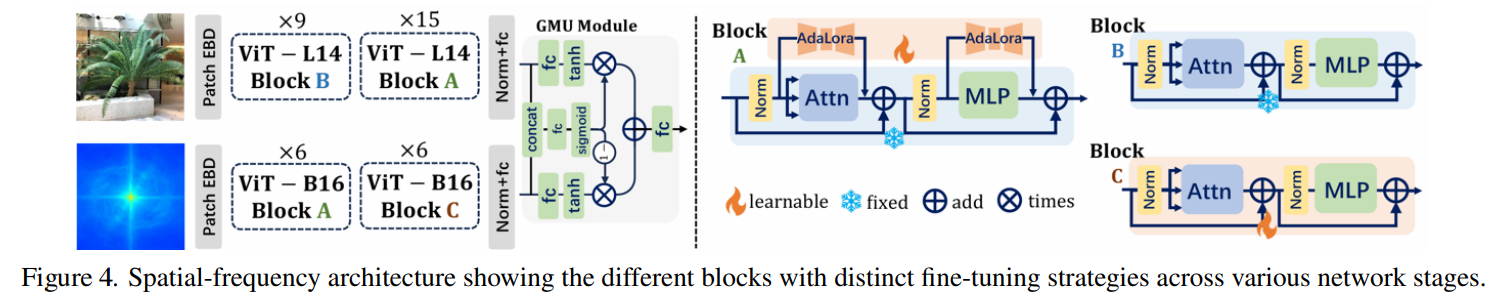 Patch EBD
×9
ViT – L14
Block B
×15
ViT – L14
Block A
Norm+fc
Patch EBD
×6
ViT – B16
Block A
×6
ViT – B16
Block C
Norm+fc
GMU Module
fc
tanh
concat
fc
sigmoid
1-
fc
tanh
fc
Block
A
AdaLora
AdaLora
Norm
Attn
Norm
MLP
learnable
fixed
add
times
Block
B
Norm
Attn
Norm
MLP
Block
C
Norm
Attn
Norm
MLP
Figure 4. Spatial-frequency architecture showing the different blocks with distinct fine-tuning strategies across various network stages.